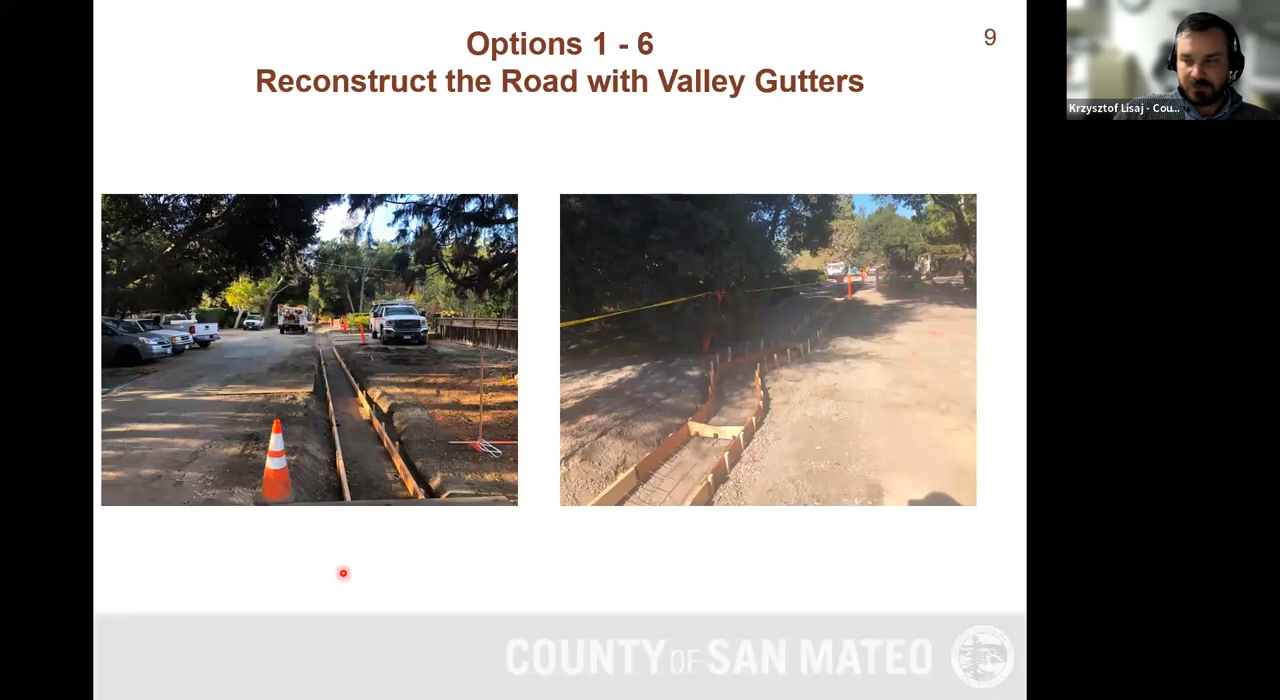 Options 1 - 6
Reconstruct the Road with Valley Gutters
9
Krzysztof Lisaj - Cou...
COUNTY OF SAN MATEO